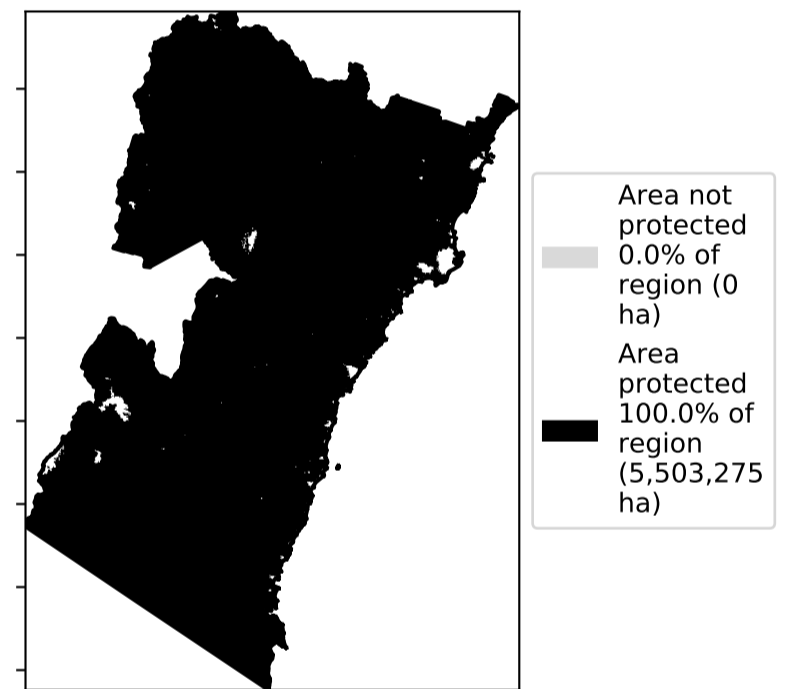 Area not
protected
0.0% of
region (0
ha)
Area
protected
100.0% of
region
(5,503,275
ha)